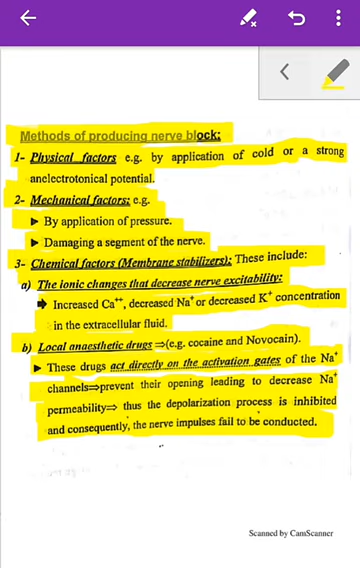 Methods of producing nerve block:
1- Physical factors e.g. by application of cold or a strong
anelectrotonical potential.
2- Mechanical factors: e.g.
► By application of pressure.
► Damaging a segment of the nerve.
3- Chemical factors (Membrane stabilizers): These include:
a) The ionic changes that decrease nerve excitability:
➡ Increased Ca⁺⁺, decreased Na⁺ or decreased K⁺ concentration
in the extracellular fluid.
b) Local anaesthetic drugs ⇒(e.g. cocaine and Novocain).
► These drugs act directly on the activation gates of the Na⁺
channels⇒prevent their opening leading to decrease Na⁺
permeability⇒ thus the depolarization process is inhibited
and consequently, the nerve impulses fail to be conducted.
Scanned by CamScanner